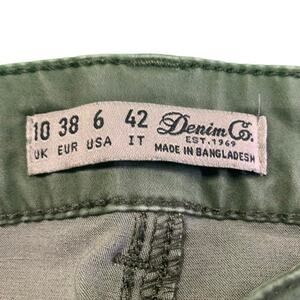 10 38 6 42 Denim Co.
EST. 1969
UK EUR USA IT MADE IN BANGLADESH